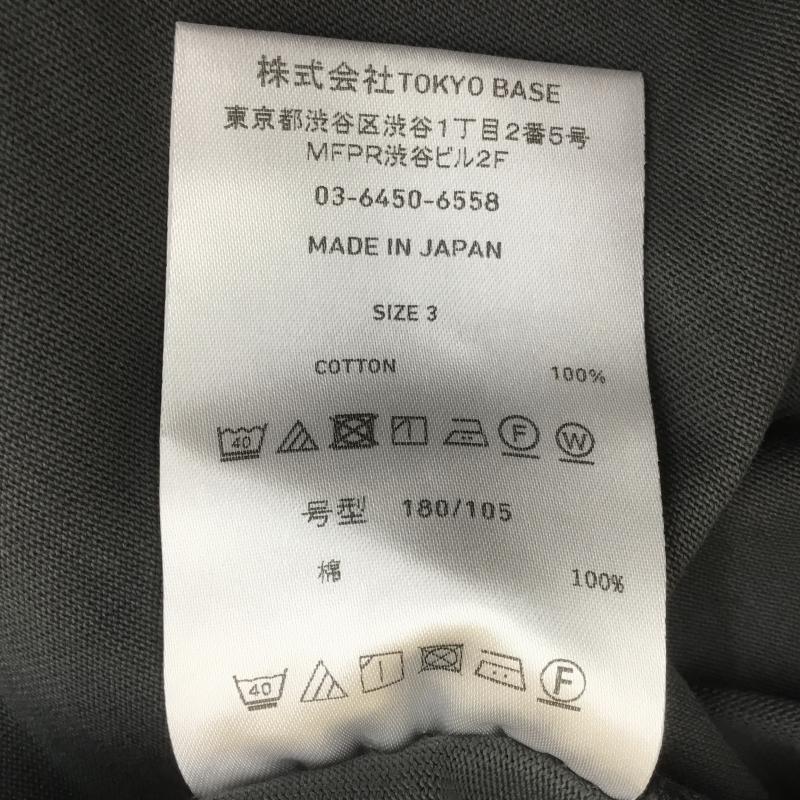 株式会社TOKYO BASE
東京都渋谷区渋谷1丁目2番5号
MFPR渋谷ビル2F
03-6450-6558
MADE IN JAPAN
SIZE 3
COTTON 100%
40 F W
号型 180/105
棉 100%
40 F